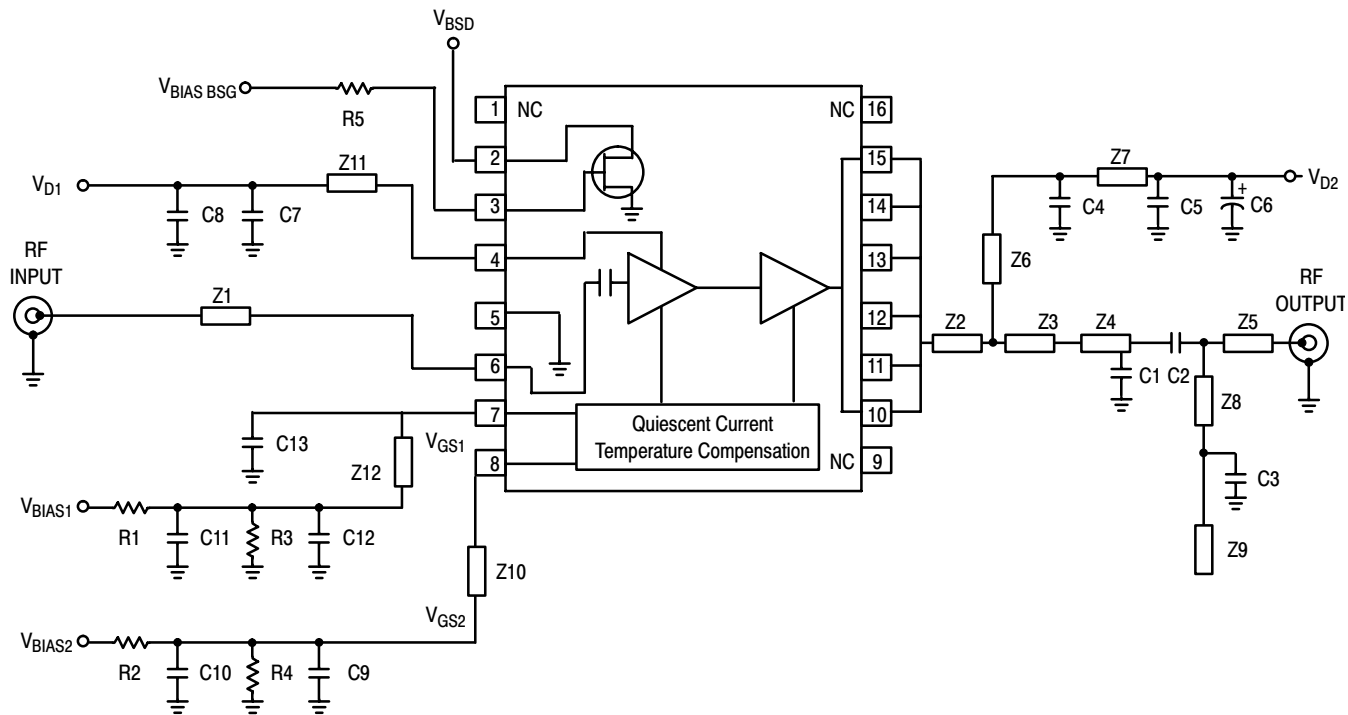 V_BSD
V_BIAS BSG
R5
1 NC
NC 16
2
15
Z11
Z7
V_D1
V_D2
3
14
C8
C7
C4
C5
+
C6
RF
INPUT
4
13
Z6
RF
OUTPUT
Z1
5
12
Z2
Z3
Z4
Z5
6
11
C1
C2
Z8
7
Quiescent Current
Temperature Compensation
10
C13
V_GS1
Z12
8
NC 9
C3
V_BIAS1
R1
C11
R3
C12
Z10
Z9
V_GS2
V_BIAS2
R2
C10
R4
C9